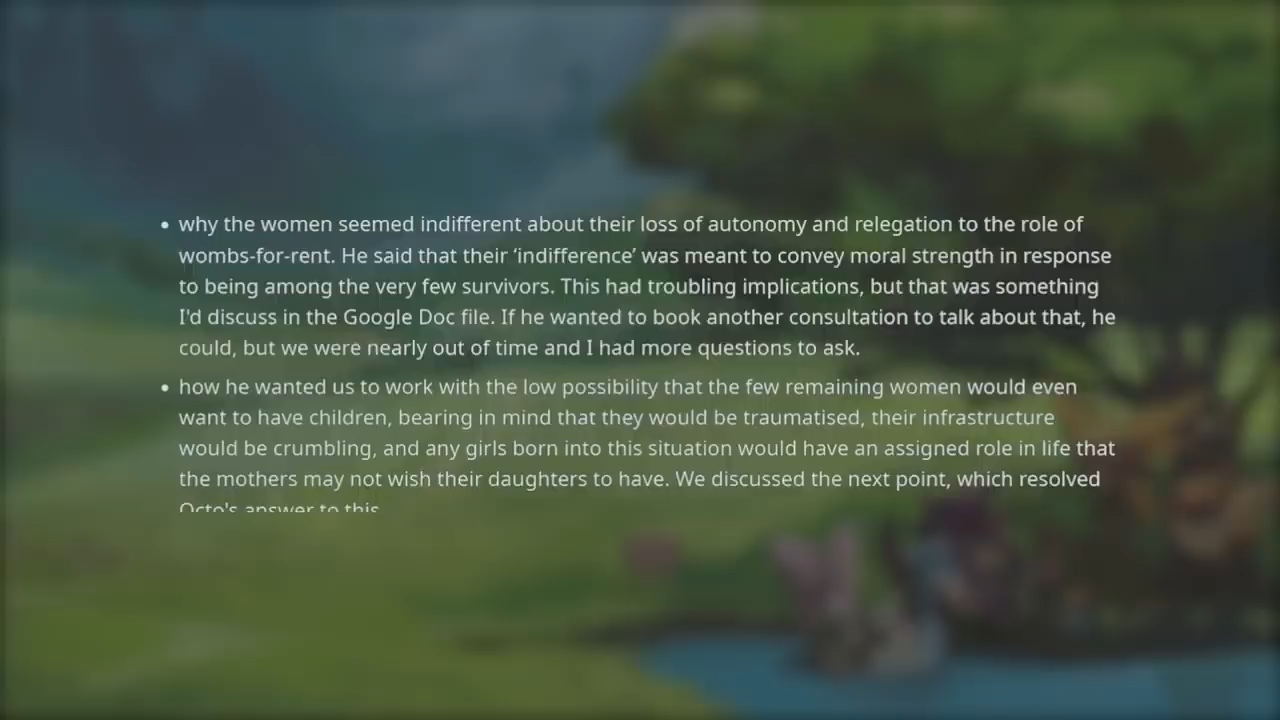 • why the women seemed indifferent about their loss of autonomy and relegation to the role of
wombs-for-rent. He said that their ‘indifference’ was meant to convey moral strength in response
to being among the very few survivors. This had troubling implications, but that was something
I'd discuss in the Google Doc file. If he wanted to book another consultation to talk about that, he
could, but we were nearly out of time and I had more questions to ask.
• how he wanted us to work with the low possibility that the few remaining women would even
want to have children, bearing in mind that they would be traumatised, their infrastructure
would be crumbling, and any girls born into this situation would have an assigned role in life that
the mothers may not wish their daughters to have. We discussed the next point, which resolved
Octo's answer to this